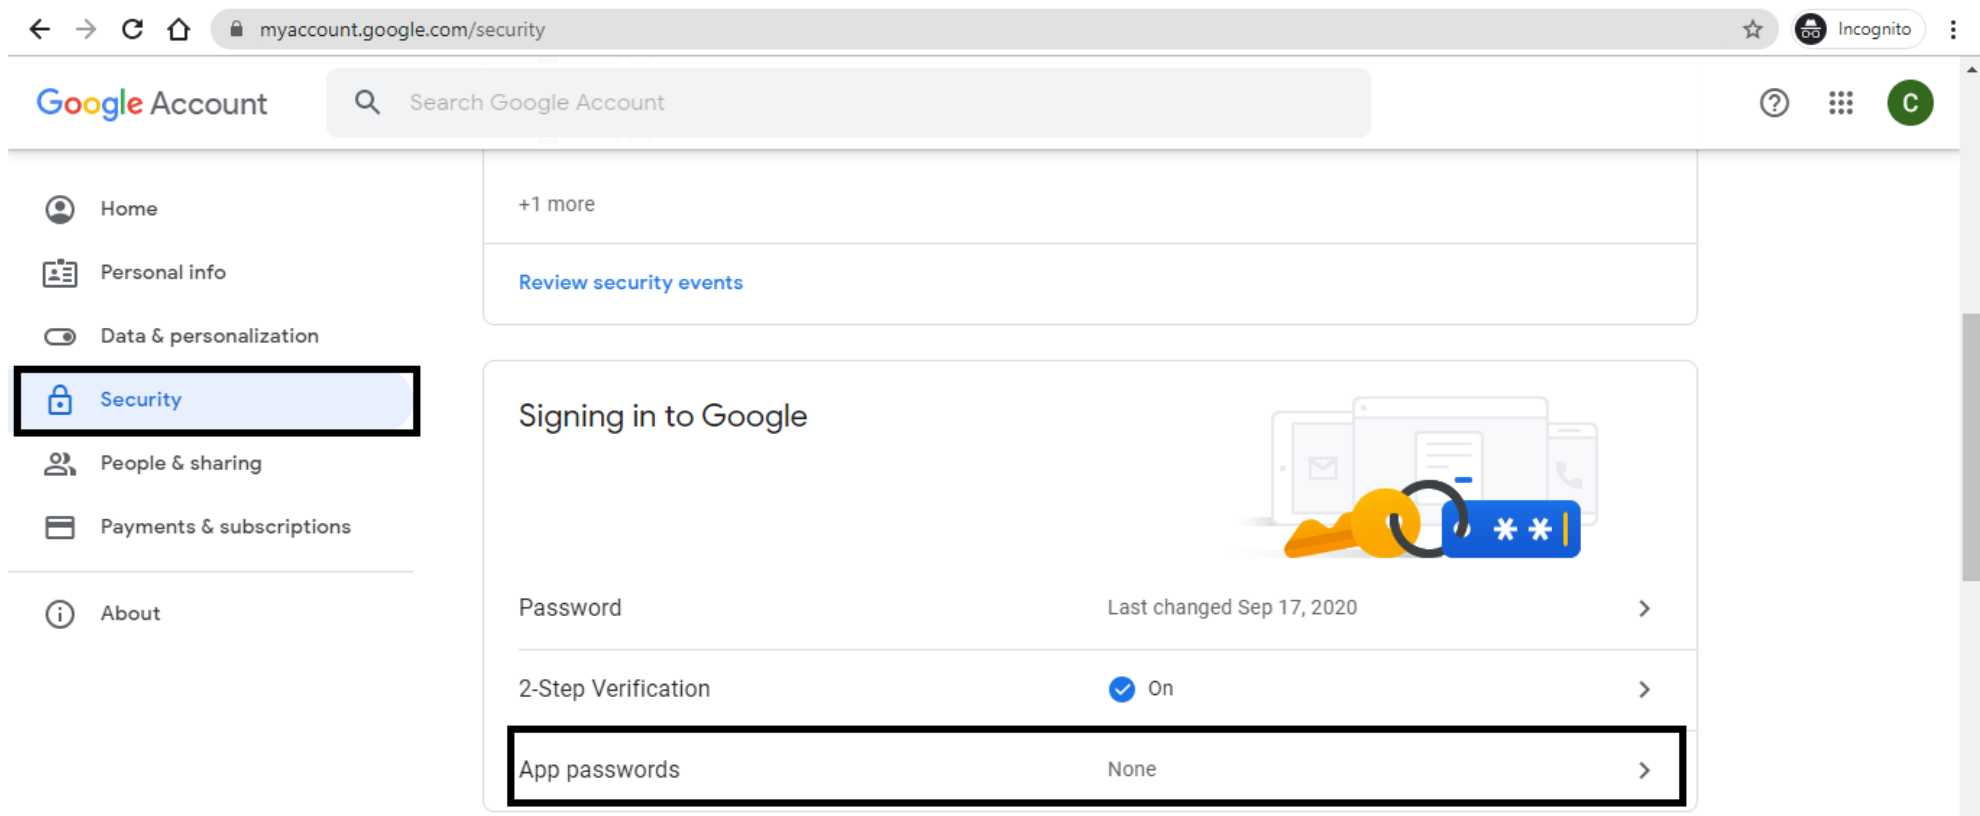 myaccount.google.com/security
Incognito
Google Account
Search Google Account
C
Home
Personal info
Data & personalization
Security
People & sharing
Payments & subscriptions
About
+1 more
Review security events
Signing in to Google
**
Password Last changed Sep 17, 2020
2-Step Verification On
App passwords None